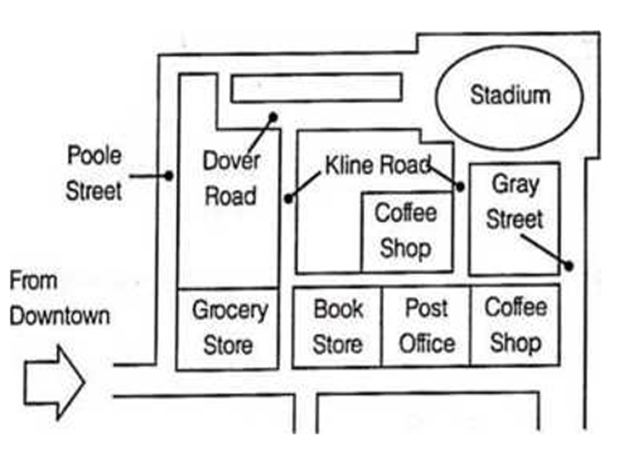 Stadium
Poole
Street
Dover
Road
Kline Road
Gray
Street
Coffee
Shop
From
Downtown
Grocery
Store
Book
Store
Post
Office
Coffee
Shop